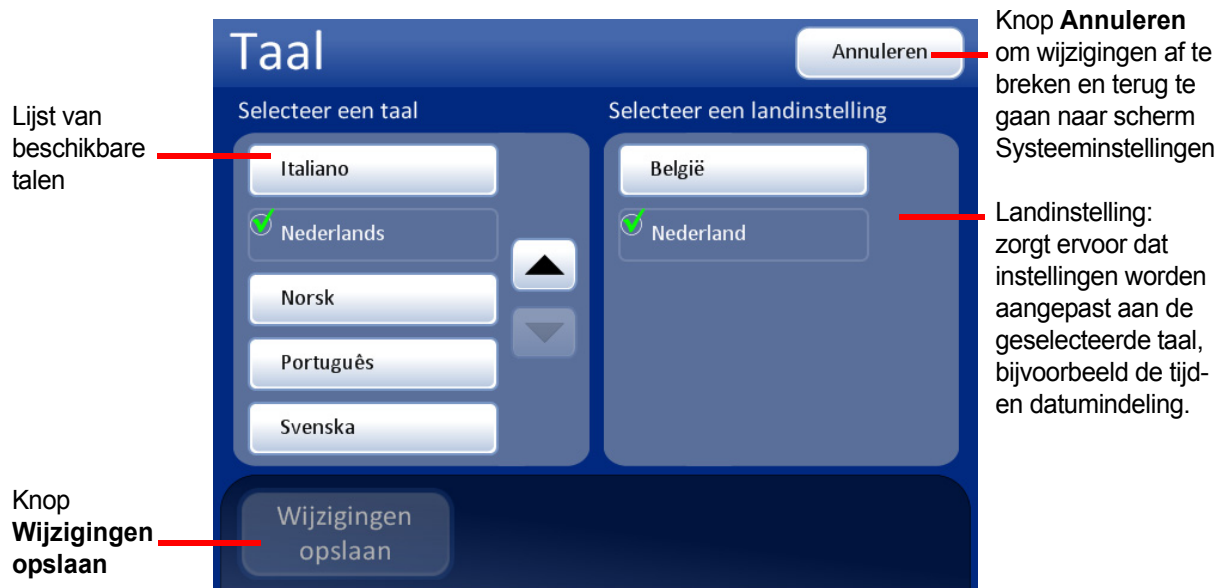 Taal
Annuleren
Selecteer een taal
Italiano
Nederlands
Norsk
Português
Svenska
Selecteer een landinstelling
België
Nederland
Wijzigingen
opslaan
Lijst van
beschikbare
talen
Knop
Wijzigingen
opslaan
Knop Annuleren
om wijzigingen af te
breken en terug te
gaan naar scherm
Systeeminstellingen
Landinstelling:
zorgt ervoor dat
instellingen worden
aangepast aan de
geselecteerde taal,
bijvoorbeeld de tijd-
en datumindeling.